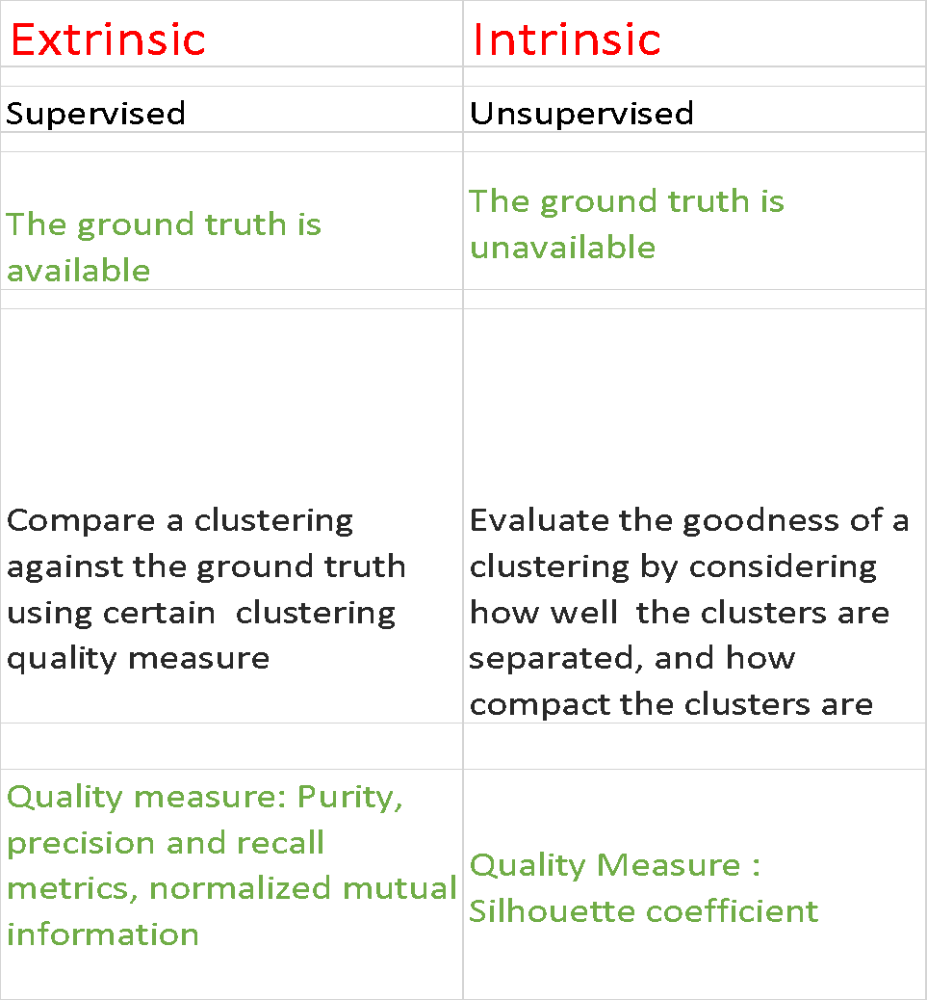 Extrinsic
Intrinsic
Supervised
Unsupervised
The ground truth is
available
The ground truth is
unavailable
Compare a clustering
against the ground truth
using certain  clustering
quality measure
Evaluate the goodness of a
clustering by considering
how well  the clusters are
separated, and how
compact the clusters are
Quality measure: Purity,
precision and recall
metrics, normalized mutual
information
Quality Measure :
Silhouette coefficient